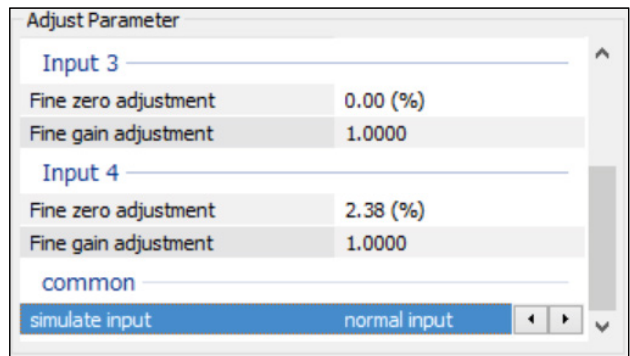 Adjust Parameter
Input 3
Fine zero adjustment 0.00 (%)
Fine gain adjustment 1.0000
Input 4
Fine zero adjustment 2.38 (%)
Fine gain adjustment 1.0000
common
simulate input normal input